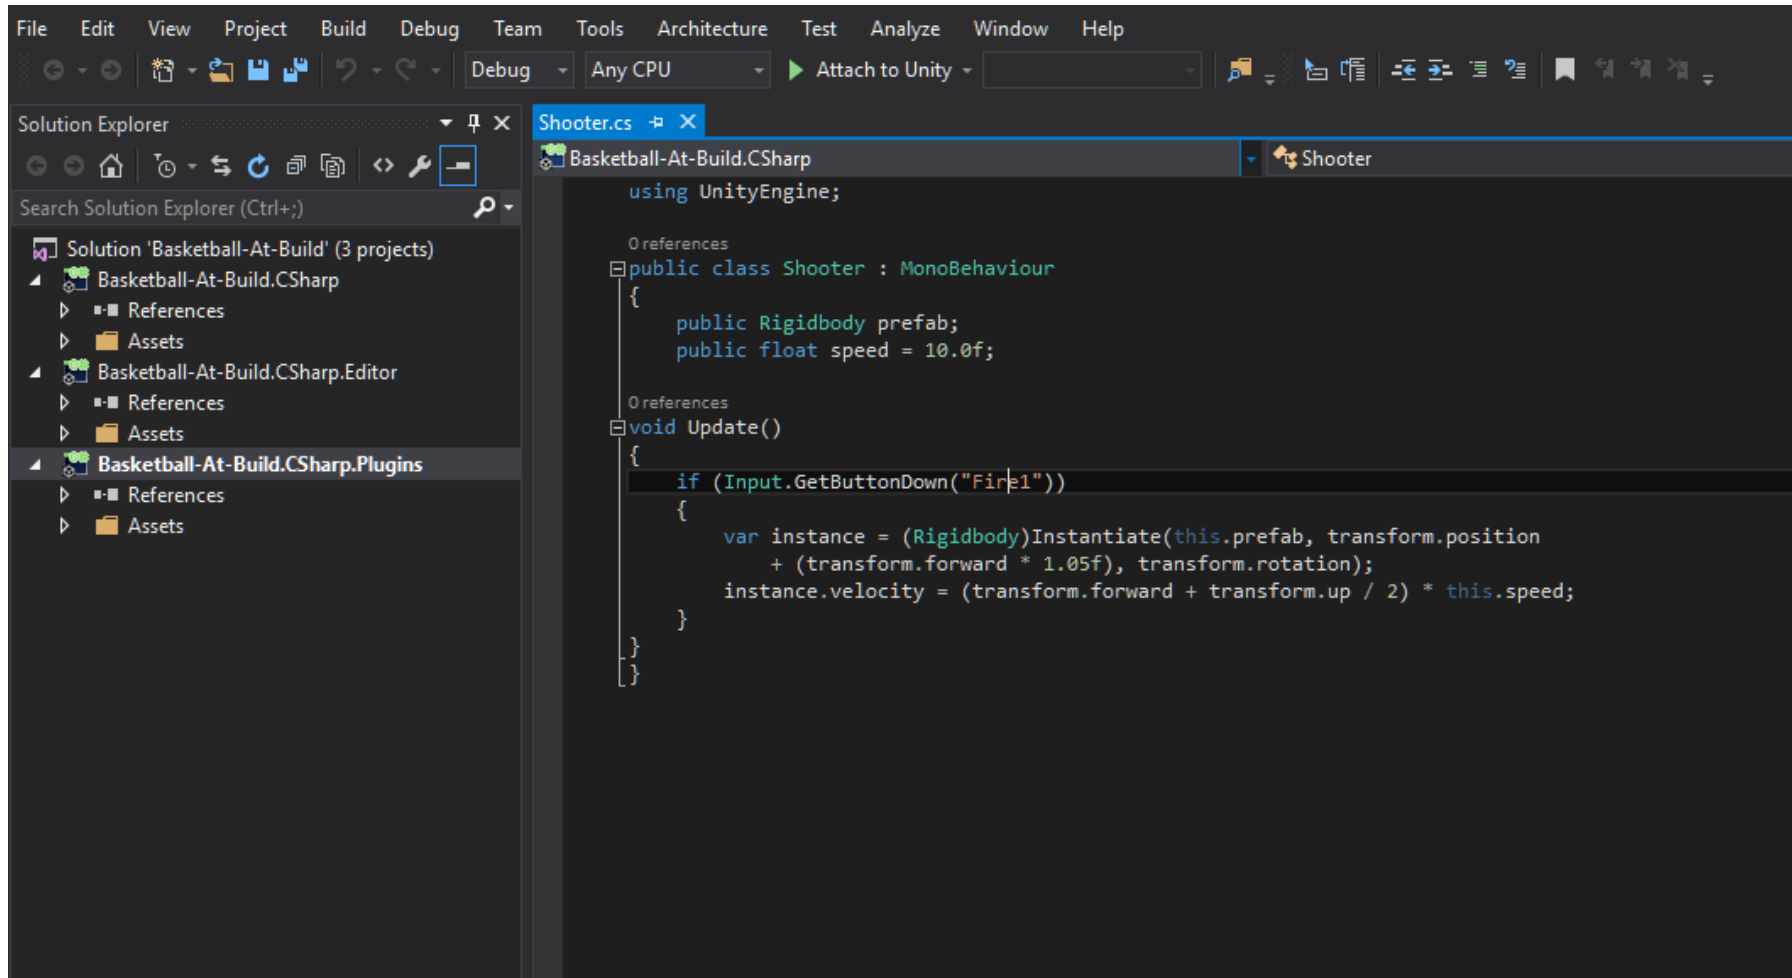 File Edit View Project Build Debug Team Tools Architecture Test Analyze Window Help
Debug Any CPU Attach to Unity
Solution Explorer
Search Solution Explorer (Ctrl+;)
Solution 'Basketball-At-Build' (3 projects)
Basketball-At-Build.CSharp
References
Assets
Basketball-At-Build.CSharp.Editor
References
Assets
Basketball-At-Build.CSharp.Plugins
References
Assets
Shooter.cs
Basketball-At-Build.CSharp Shooter
using UnityEngine;
0 references
public class Shooter : MonoBehaviour
{
public Rigidbody prefab;
public float speed = 10.0f;
0 references
void Update()
{
if (Input.GetButtonDown("Fire1"))
{
var instance = (Rigidbody)Instantiate(this.prefab, transform.position
+ (transform.forward * 1.05f), transform.rotation);
instance.velocity = (transform.forward + transform.up / 2) * this.speed;
}
}
}